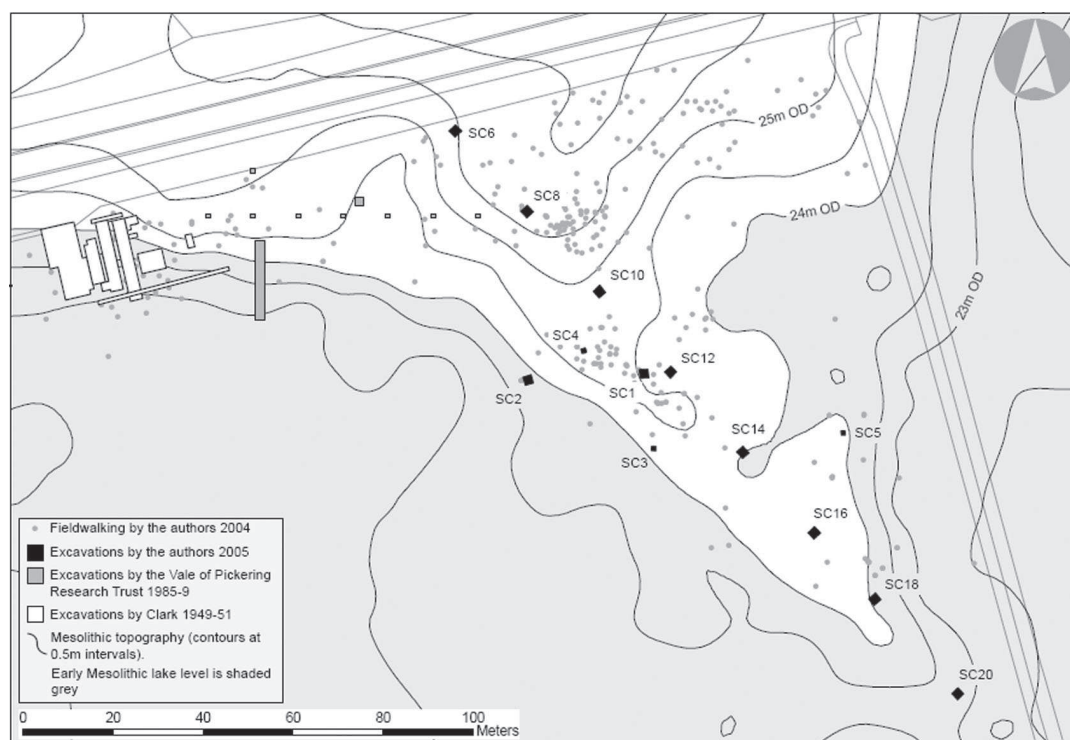 25m OD
SC6
SC8
24m OD
SC10
23m OD
SC4
SC12
SC1
SC2
SC14
SC5
SC3
SC16
SC18
SC20
Fieldwalking by the authors 2004
Excavations by the authors 2005
Excavations by the Vale of Pickering
Research Trust 1985-9
Excavations by Clark 1949-51
Mesolithic topography (contours at
0.5m intervals).
Early Mesolithic lake level is shaded
grey
0 20 40 60 80 100
Meters